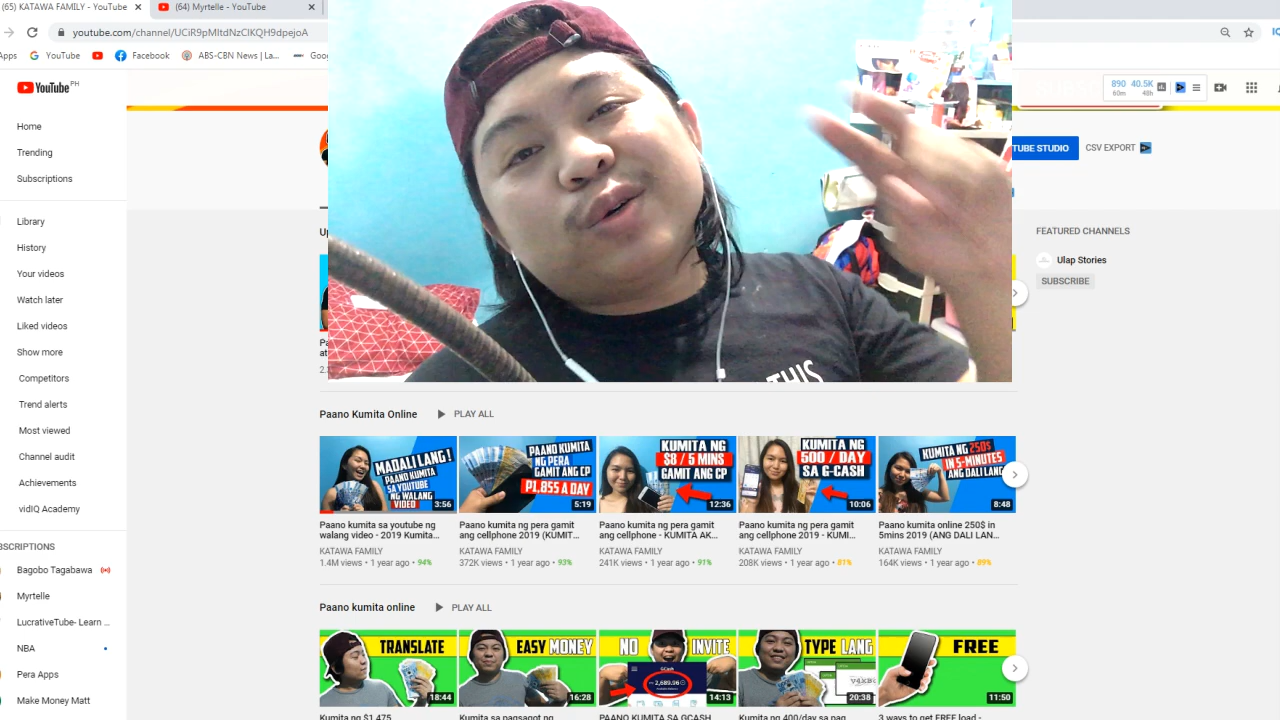 (65) KATAWA FAMILY - YouTube
(64) Myrtelle - YouTube
youtube.com/channel/UCiR9pMItdNzCIKQH9dpejoA
Apps
YouTube
Facebook
ABS-CBN News | La...
Goo
YouTube PH
890 40.5K
60m 48h
Home
Trending
Subscriptions
TUBE STUDIO
CSV EXPORT
Library
History
Your videos
Watch later
Liked videos
Show more
Competitors
Trend alerts
Most viewed
Channel audit
Achievements
vidIQ Academy
FEATURED CHANNELS
Ulap Stories
SUBSCRIBE
THIS
Paano Kumita Online
PLAY ALL
MADALI LANG !
PAANO KUMITA
SA YOUTUBE
NG WALANG
VIDEO
3:56
PAANO KUMITA
NG PERA
GAMIT ANG CP
P1,855 A DAY
5:19
KUMITA NG
$8 / 5 MINS
GAMIT ANG CP
12:36
KUMITA NG
500 / DAY
SA G-CASH
10:06
KUMITA NG 250$
IN 5-MINUTES
ANG DALI LANG
8:48
Paano kumita sa youtube ng
walang video - 2019 Kumita...
KATAWA FAMILY
1.4M views • 1 year ago • 94%
Paano kumita ng pera gamit
ang cellphone 2019 (KUMIT...
KATAWA FAMILY
372K views • 1 year ago • 93%
Paano kumita ng pera gamit
ang cellphone - KUMITA AK...
KATAWA FAMILY
241K views • 1 year ago • 91%
Paano kumita ng pera gamit
ang cellphone 2019 - KUMI...
KATAWA FAMILY
208K views • 1 year ago • 81%
Paano kumita online 250$ in
5mins 2019 (ANG DALI LAN...
KATAWA FAMILY
164K views • 1 year ago • 89%
BSCRIPTIONS
Bagobo Tagabawa
Myrtelle
LucrativeTube- Learn ...
NBA
Pera Apps
Make Money Matt
Paano kumita online
PLAY ALL
TRANSLATE
18:44
EASY MONEY
16:28
NO INVITE
GCash
2,689.96
14:13
TYPE LANG
20:38
FREE
11:50
Kumita ng $1,475
Kumita sa pagsagot ng
PAANO KUMITA SA GCASH
Kumita ng 400/day sa pag
3 ways to get FREE load -